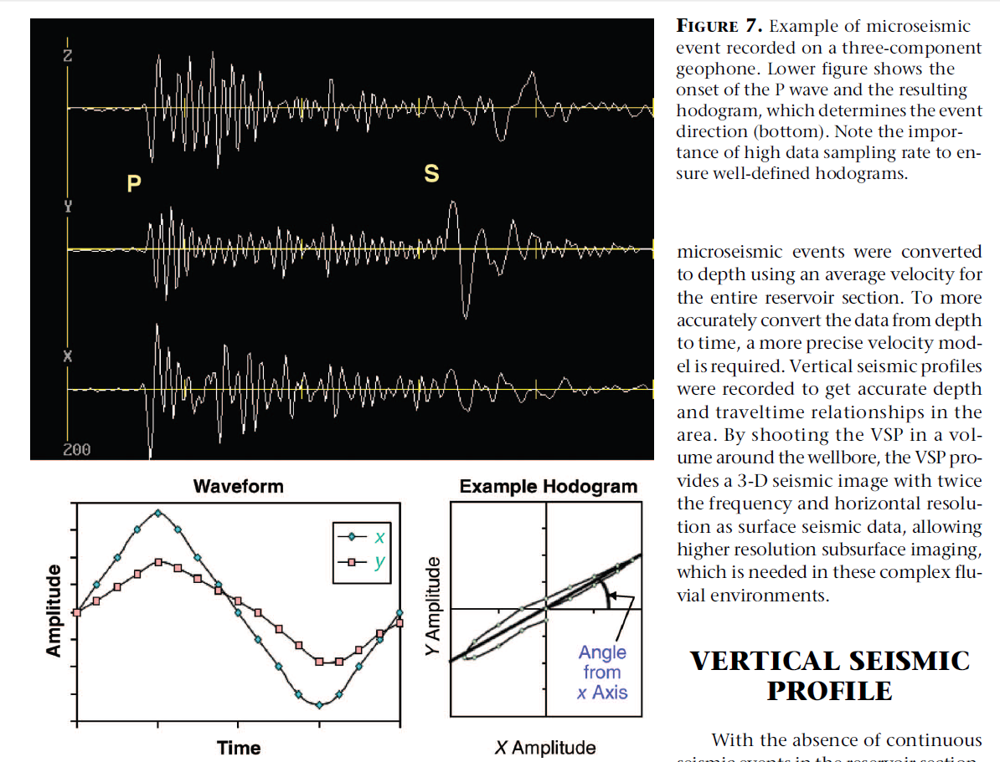 Z
P
S
Y
X
200
Waveform
x
y
Amplitude
Time
Example Hodogram
Y Amplitude
Angle
from
x Axis
X Amplitude
FIGURE 7. Example of microseismic
event recorded on a three-component
geophone. Lower figure shows the
onset of the P wave and the resulting
hodogram, which determines the event
direction (bottom). Note the impor-
tance of high data sampling rate to en-
sure well-defined hodograms.
microseismic events were converted
to depth using an average velocity for
the entire reservoir section. To more
accurately convert the data from depth
to time, a more precise velocity mod-
el is required. Vertical seismic profiles
were recorded to get accurate depth
and traveltime relationships in the
area. By shooting the VSP in a vol-
ume around the wellbore, the VSP pro-
vides a 3-D seismic image with twice
the frequency and horizontal resolu-
tion as surface seismic data, allowing
higher resolution subsurface imaging,
which is needed in these complex flu-
vial environments.
VERTICAL SEISMIC
PROFILE
With the absence of continuous
seismic events in the reservoir section,